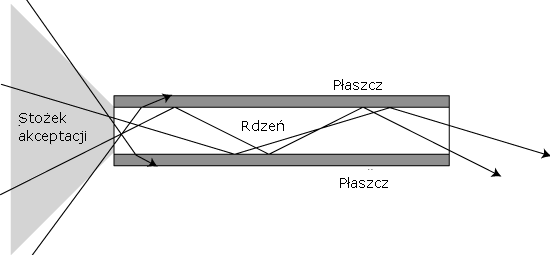 Płaszcz
Stożek
akceptacji
Rdzeń
Płaszcz